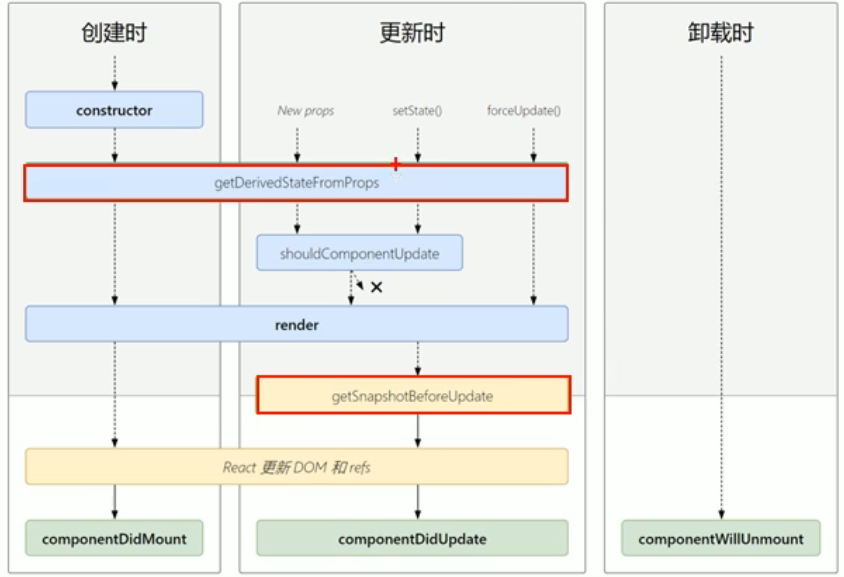 创建时
更新时
卸载时
constructor
New props
setState()
forceUpdate()
getDerivedStateFromProps
shouldComponentUpdate
render
getSnapshotBeforeUpdate
React 更新 DOM 和 refs
componentDidMount
componentDidUpdate
componentWillUnmount